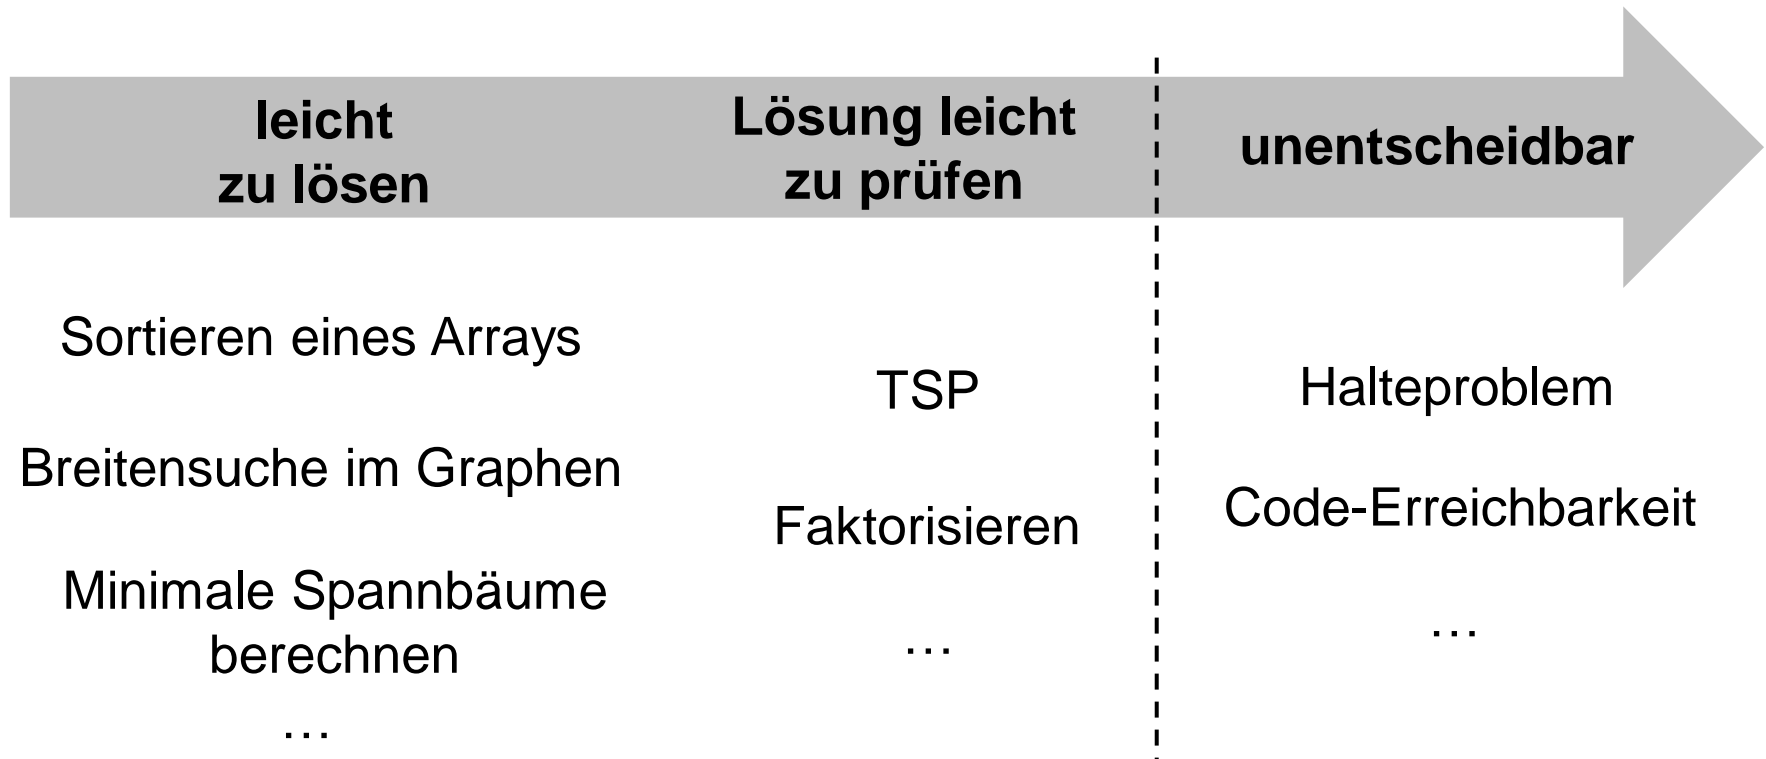 leicht
zu lösen
Lösung leicht
zu prüfen
unentscheidbar
Sortieren eines Arrays
Breitensuche im Graphen
Minimale Spannbäume
berechnen
…
TSP
Faktorisieren
…
Halteproblem
Code-Erreichbarkeit
…